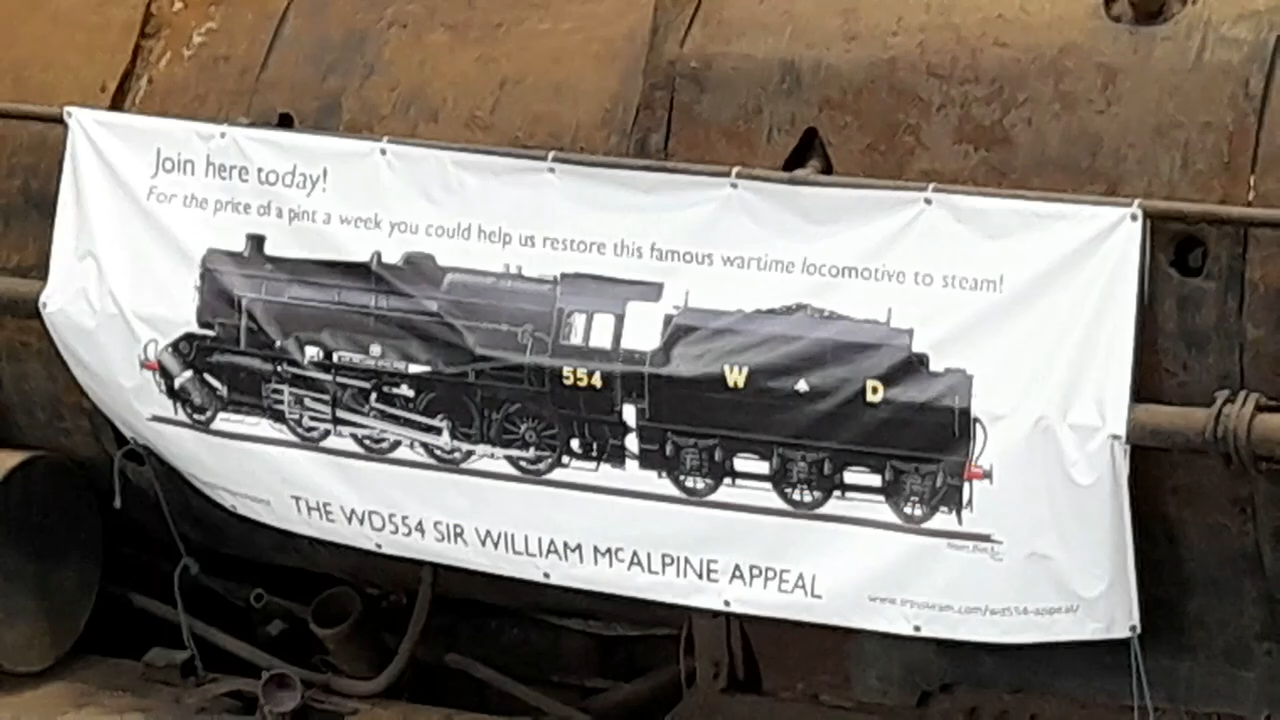 Join here today!
For the price of a pint a week you could help us restore this famous wartime locomotive to steam!
554
W D
THE WD554 SIR WILLIAM McALPINE APPEAL